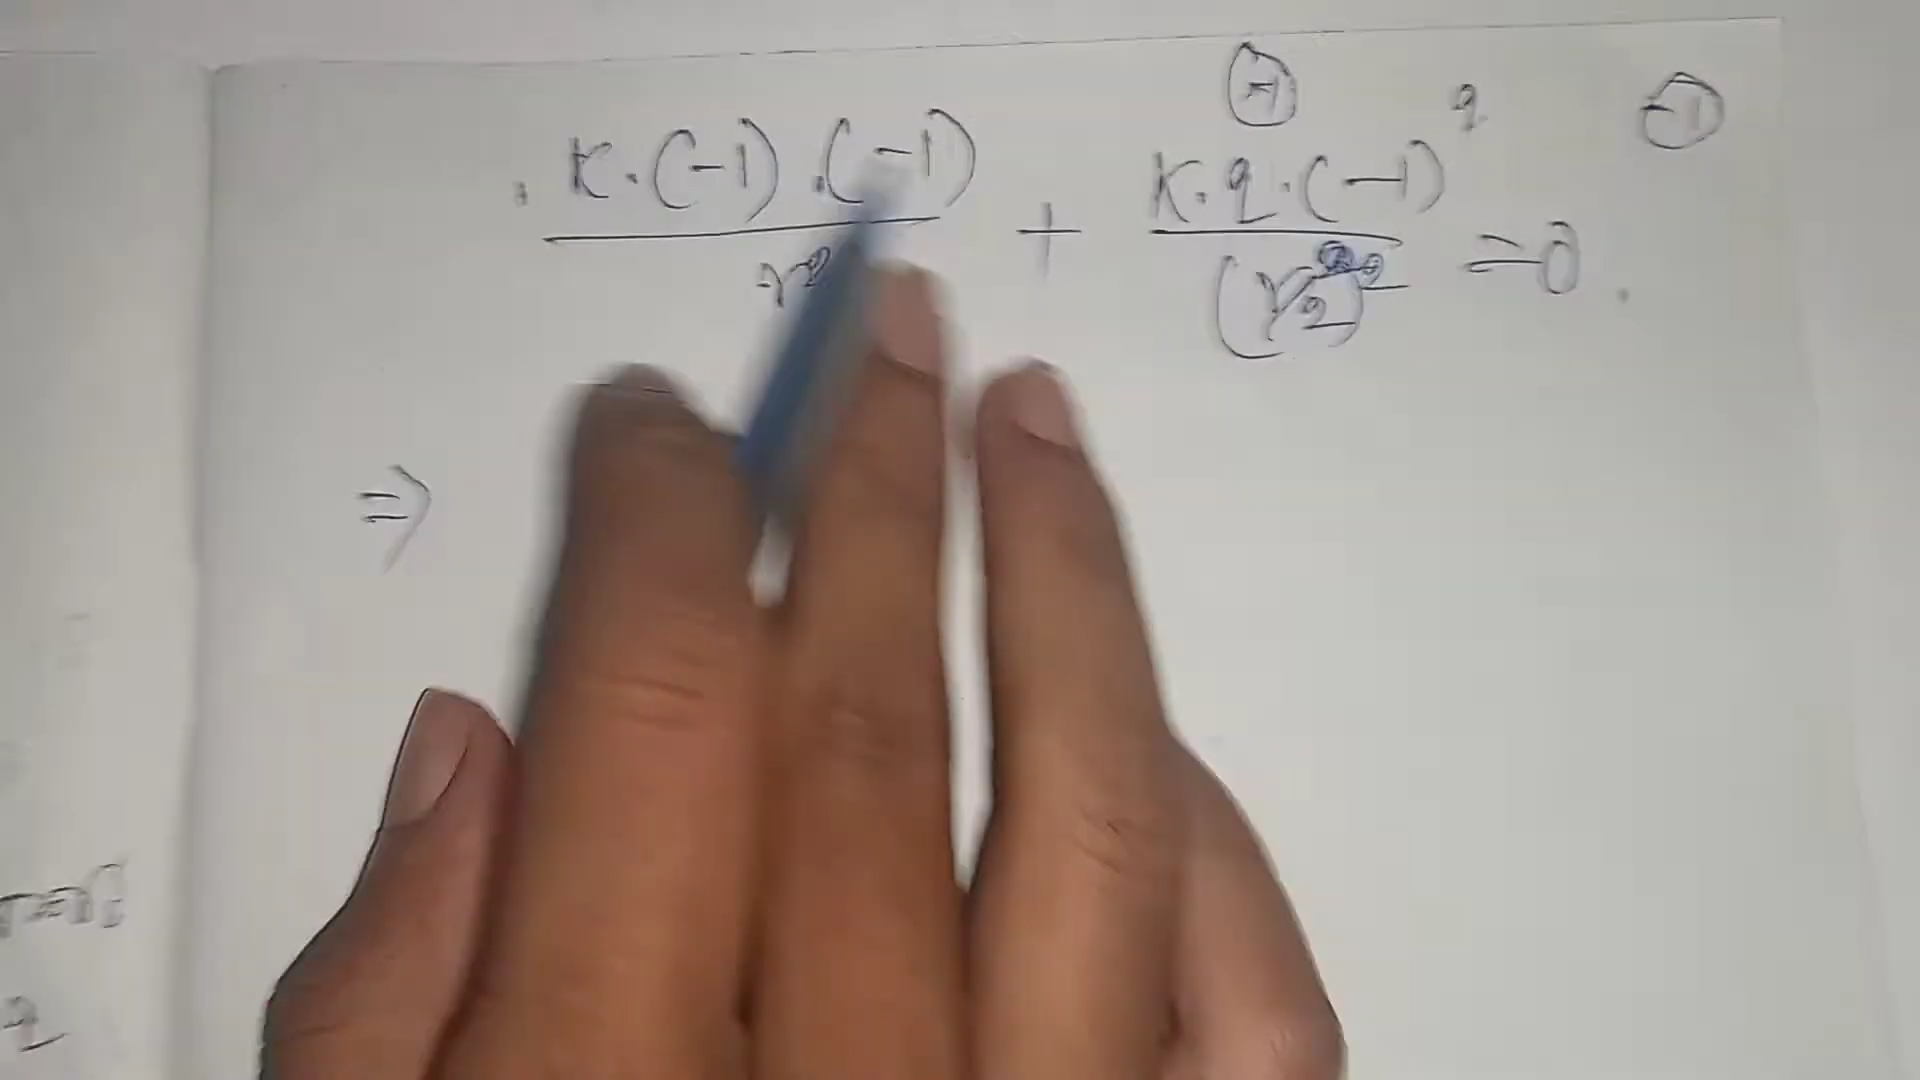 -1 q -1
K·(-1)·(-1) / r² + K·q·(-1) / (r/2)² = 0
⇒